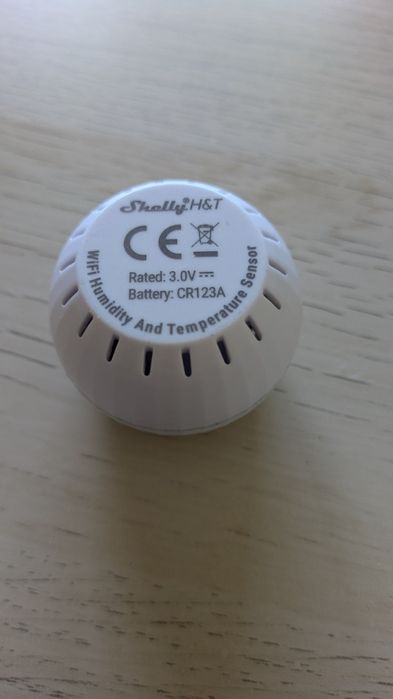 Shelly H&T
CE
Rated: 3.0V
Battery: CR123A
WiFi Humidity And Temperature Sensor